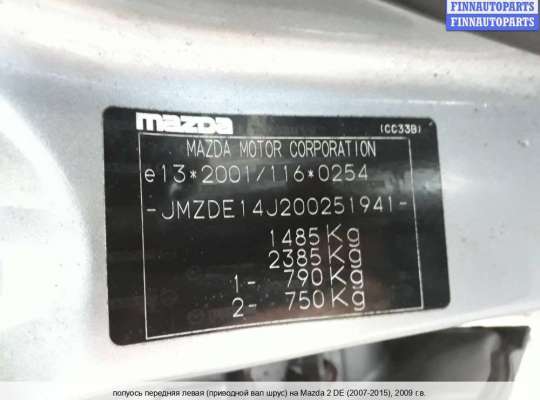 FINNAUTOPARTS
FINNAUTOPARTS
mazda
(CC33B)
MAZDA MOTOR CORPORATION
e13*2001/116*0254
-JMZDE14J200251941-
1485 Kg
2385 Kg
1- 790 Kg
2- 750 Kg
полуось передняя левая (приводной вал шрус) на Mazda 2 DE (2007-2015), 2009 г.в.